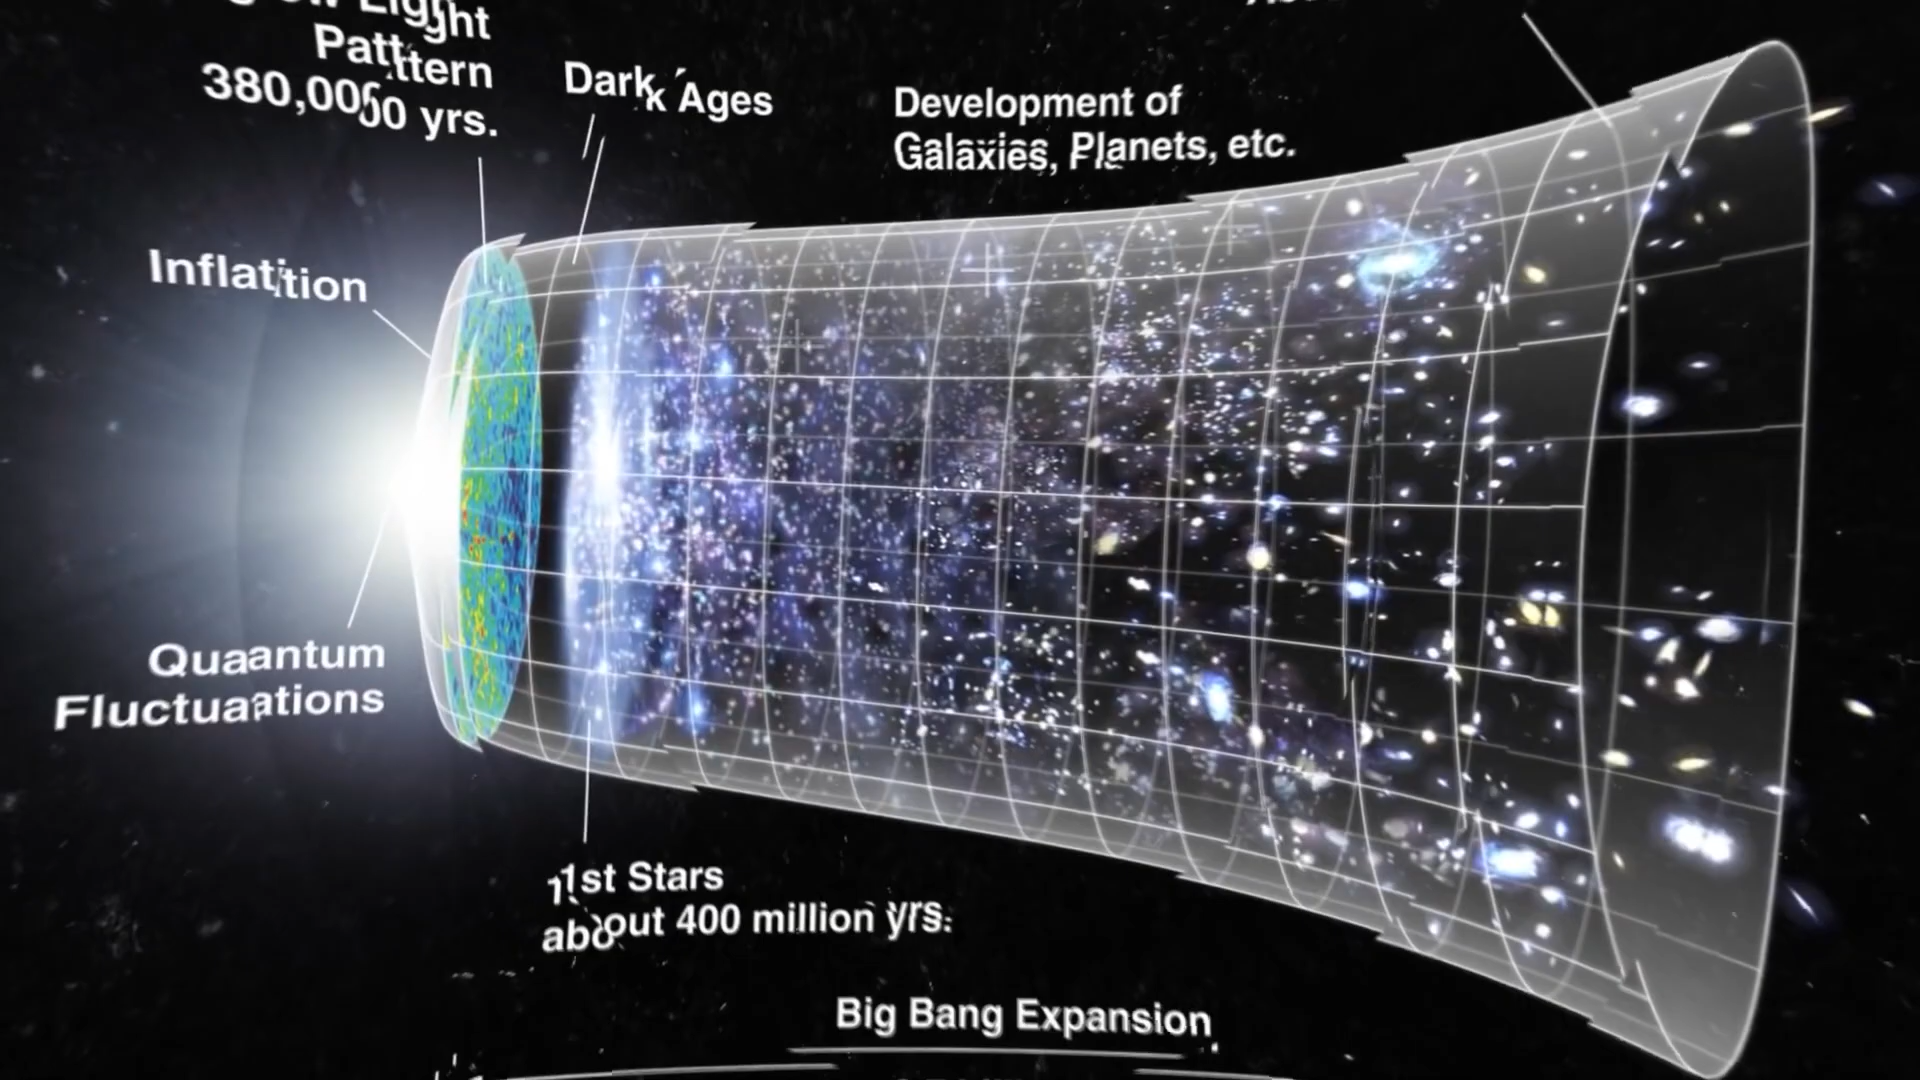 Light
Pattern
380,000 yrs.
Dark Ages
Development of
Galaxies, Planets, etc.
Inflation
Quantum
Fluctuations
1st Stars
about 400 million yrs.
Big Bang Expansion